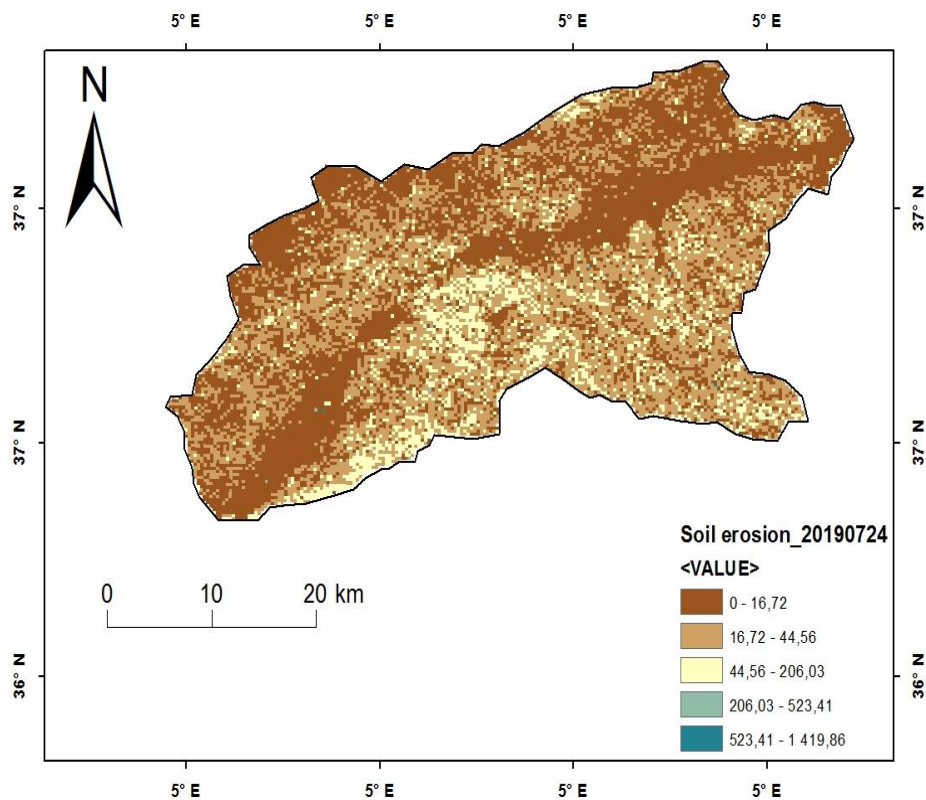 5° E 5° E 5° E 5° E
N
37° N 37° N
37° N 37° N
Soil erosion_20190724
<VALUE>
0 10 20 km
0 - 16,72
16,72 - 44,56
44,56 - 206,03
206,03 - 523,41
523,41 - 1 419,86
36° N 36° N
5° E 5° E 5° E 5° E